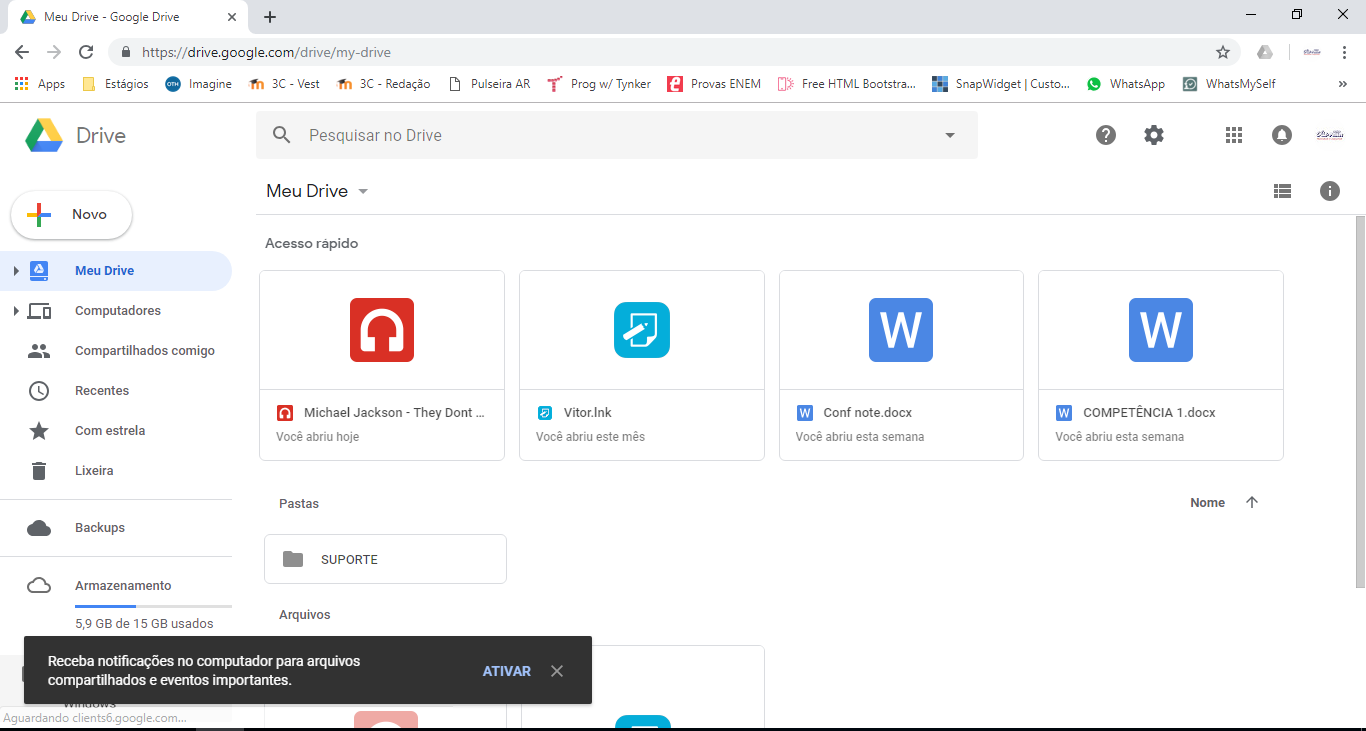 Meu Drive - Google Drive
https://drive.google.com/drive/my-drive
Apps Estágios Imagine 3C - Vest 3C - Redação Pulseira AR Prog w/ Tynker Provas ENEM Free HTML Bootstra... SnapWidget | Custo... WhatsApp WhatsMySelf »
Drive
Pesquisar no Drive
Novo
Meu Drive
Computadores
Compartilhados comigo
Recentes
Com estrela
Lixeira
Backups
Armazenamento
5,9 GB de 15 GB usados
Meu Drive
Acesso rápido
Michael Jackson - They Dont ...
Você abriu hoje
Vitor.lnk
Você abriu este mês
W
Conf note.docx
Você abriu esta semana
W
COMPETÊNCIA 1.docx
Você abriu esta semana
Pastas
Nome
SUPORTE
Arquivos
Receba notificações no computador para arquivos
compartilhados e eventos importantes.
ATIVAR
Windows
Aguardando clients6.google.com...